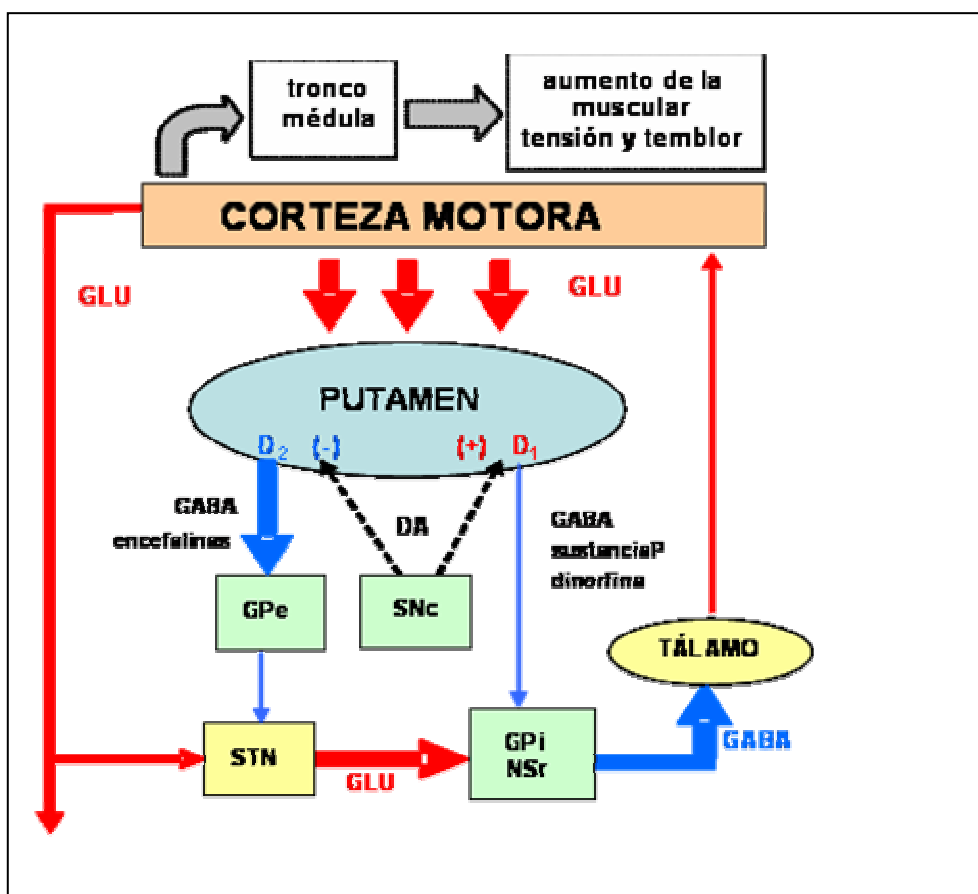 tronco
médula
aumento de la
muscular
tensión y temblor
CORTEZA MOTORA
GLU
GLU
PUTAMEN
D2 (-)
(+) D1
GABA
encefalinas
DA
GABA
sustanciaP
dinorfina
GPe
SNc
TÁLAMO
STN
GLU
GPi
NSr
GABA